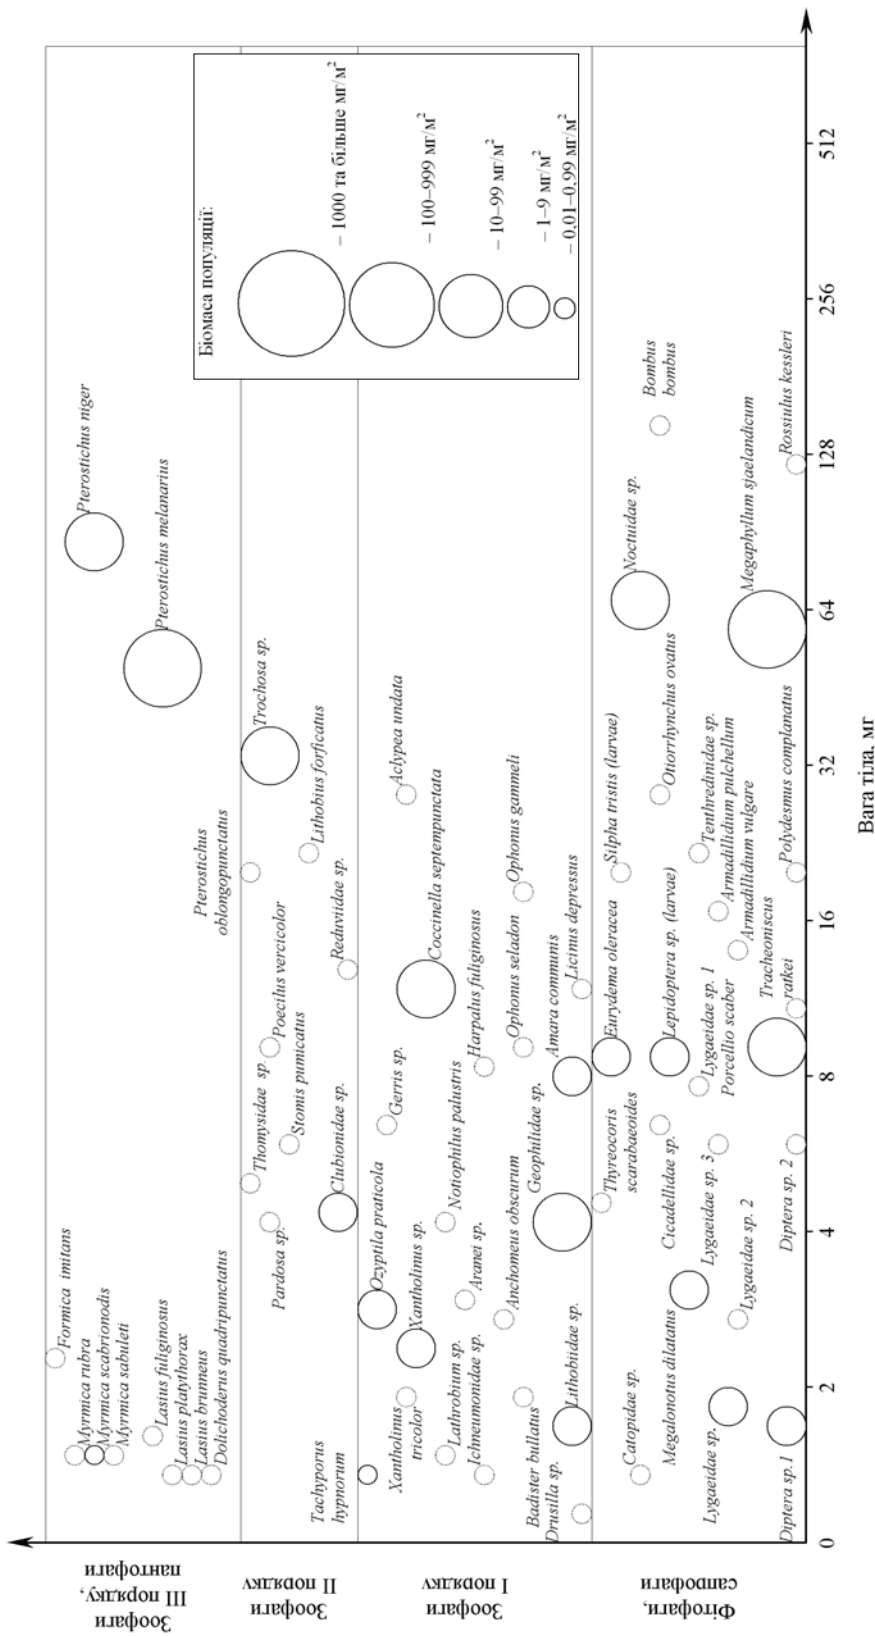 Зоофаги
III порядку,
пантофаги
Зоофаги
II порядку
Зоофаги
I порядку
Фітофаги,
сапрофаги
Formica imitans
Myrmica rubra
Myrmica scabrionodis
Myrmica sabuleti
Lasius fuliginosus
Lasius platythorax
Lasius brunneus
Dolichoderus quadripunctatus
Pterostichus niger
Pterostichus melanarius
Pterostichus
oblongopunctatus
Trochosa sp.
Lithobius forficatus
Reduviidae sp.
Poecilus vercicolor
Thomysidae sp.
Stomis pumicatus
Pardosa sp.
Clubionidae sp.
Tachyporus
hypnorum
Ozyptila praticola
Xantholinus sp.
Xantholinus
tricolor
Gerris sp.
Aclypea undata
Coccinella septempunctata
Notiophilus palustris
Lathrobium sp.
Aranei sp.
Ichneumonidae sp.
Harpalus fuliginosus
Anchomeus obscurum
Ophonus seladon
Ophonus gammeli
Badister bullatus
Drusilla sp.
Geophilidae sp.
Amara communis
Licinus depressus
Lithobiidae sp.
Thyreocoris
scarabaeoides
Eurydema oleracea
Silpha tristis (larvae)
Catopidae sp.
Noctuidae sp.
Bombus
bombus
Cicadellidae sp.
Lepidoptera sp. (larvae)
Otiorrhynchus ovatus
Megalonotus dilatatus
Lygaeidae sp. 1
Tenthredinidae sp.
Lygaeidae sp. 3
Armadillidium pulchellum
Porcellio scaber
Lygaeidae sp. 2
Armadillidium vulgare
Lygaeidae sp.
Megaphyllum sjaelandicum
Tracheoniscus
ratkei
Diptera sp.1
Diptera sp. 2
Polydesmus complanatus
Rossiulus kessleri
Біомаса популяції:
– 1000 та більше мг/м²
– 100–999 мг/м²
– 10–99 мг/м²
– 1–9 мг/м²
– 0,01–0,99 мг/м²
0
2
4
8
16
32
64
128
256
512
Вага тіла, мг